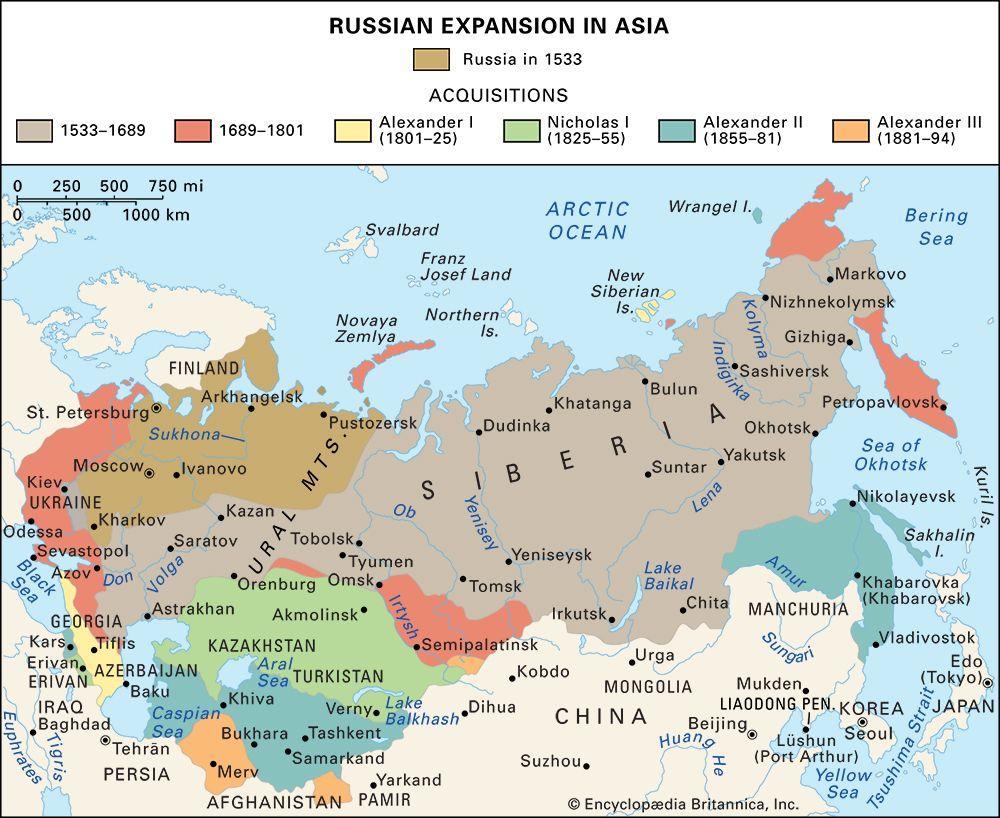 RUSSIAN EXPANSION IN ASIA
Russia in 1533
ACQUISITIONS
1533–1689
1689–1801
Alexander I
(1801–25)
Nicholas I
(1825–55)
Alexander II
(1855–81)
Alexander III
(1881–94)
0 250 500 750 mi
0 500 1000 km
ARCTIC
OCEAN
Wrangel I.
Bering
Sea
Svalbard
Franz
Josef Land
New
Siberian
Is.
Northern
Is.
Novaya
Zemlya
Markovo
Nizhnekolymsk
Kolyma
Indigirka
Gizhiga
Sashiversk
FINLAND
Arkhangelsk
St. Petersburg
Pustozersk
Sukhona
Bulun
Khatanga
Dudinka
Petropavlovsk
Okhotsk
SIBERIA
Sea of
Okhotsk
Moscow
Ivanovo
URAL MTS.
Suntar
Yakutsk
Lena
Kuril Is.
Kiev
UKRAINE
Kharkov
Kazan
Ob
Yenisey
Nikolayevsk
Odessa
Sevastopol
Saratov
Tobolsk
Tyumen
Yeniseysk
Sakhalin
I.
Black
Sea
Azov
Don
Volga
Orenburg
Omsk
Tomsk
Lake
Baikal
Amur
Khabarovka
(Khabarovsk)
Astrakhan
Akmolinsk
Irtysh
Irkutsk
Chita
MANCHURIA
GEORGIA
Kars
Tiflis
KAZAKHSTAN
Semipalatinsk
Urga
Sungari
Vladivostok
Erivan
ERIVAN
AZERBAIJAN
Baku
Aral
Sea
TURKISTAN
Kobdo
MONGOLIA
Mukden
Edo
(Tokyo)
IRAQ
Baghdad
Caspian
Sea
Khiva
Verny
Lake
Balkhash
Dihua
CHINA
LIAODONG PEN.
KOREA
JAPAN
Euphrates
Tigris
Tehrān
Bukhara
Tashkent
Samarkand
Huang He
Beijing
Lüshun
(Port Arthur)
Seoul
Tsushima Strait
PERSIA
Merv
Yarkand
Suzhou
Yellow
Sea
AFGHANISTAN
PAMIR
© Encyclopædia Britannica, Inc.